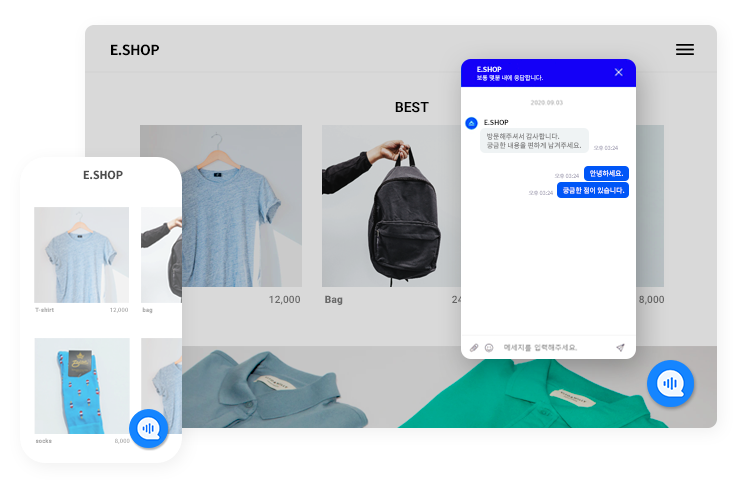 E.SHOP
BEST
12,000
Bag
24
8,000
E.SHOP
보통 몇분 내에 응답합니다.
2020.09.03
E.SHOP
방문해주셔서 감사합니다.
궁금한 내용을 편하게 남겨주세요.
오후 03:24
오후 03:24
안녕하세요.
오후 03:24
궁금한 점이 있습니다.
메세지를 입력해주세요.
E.SHOP
T-shirt
12,000
bag
socks
8,000